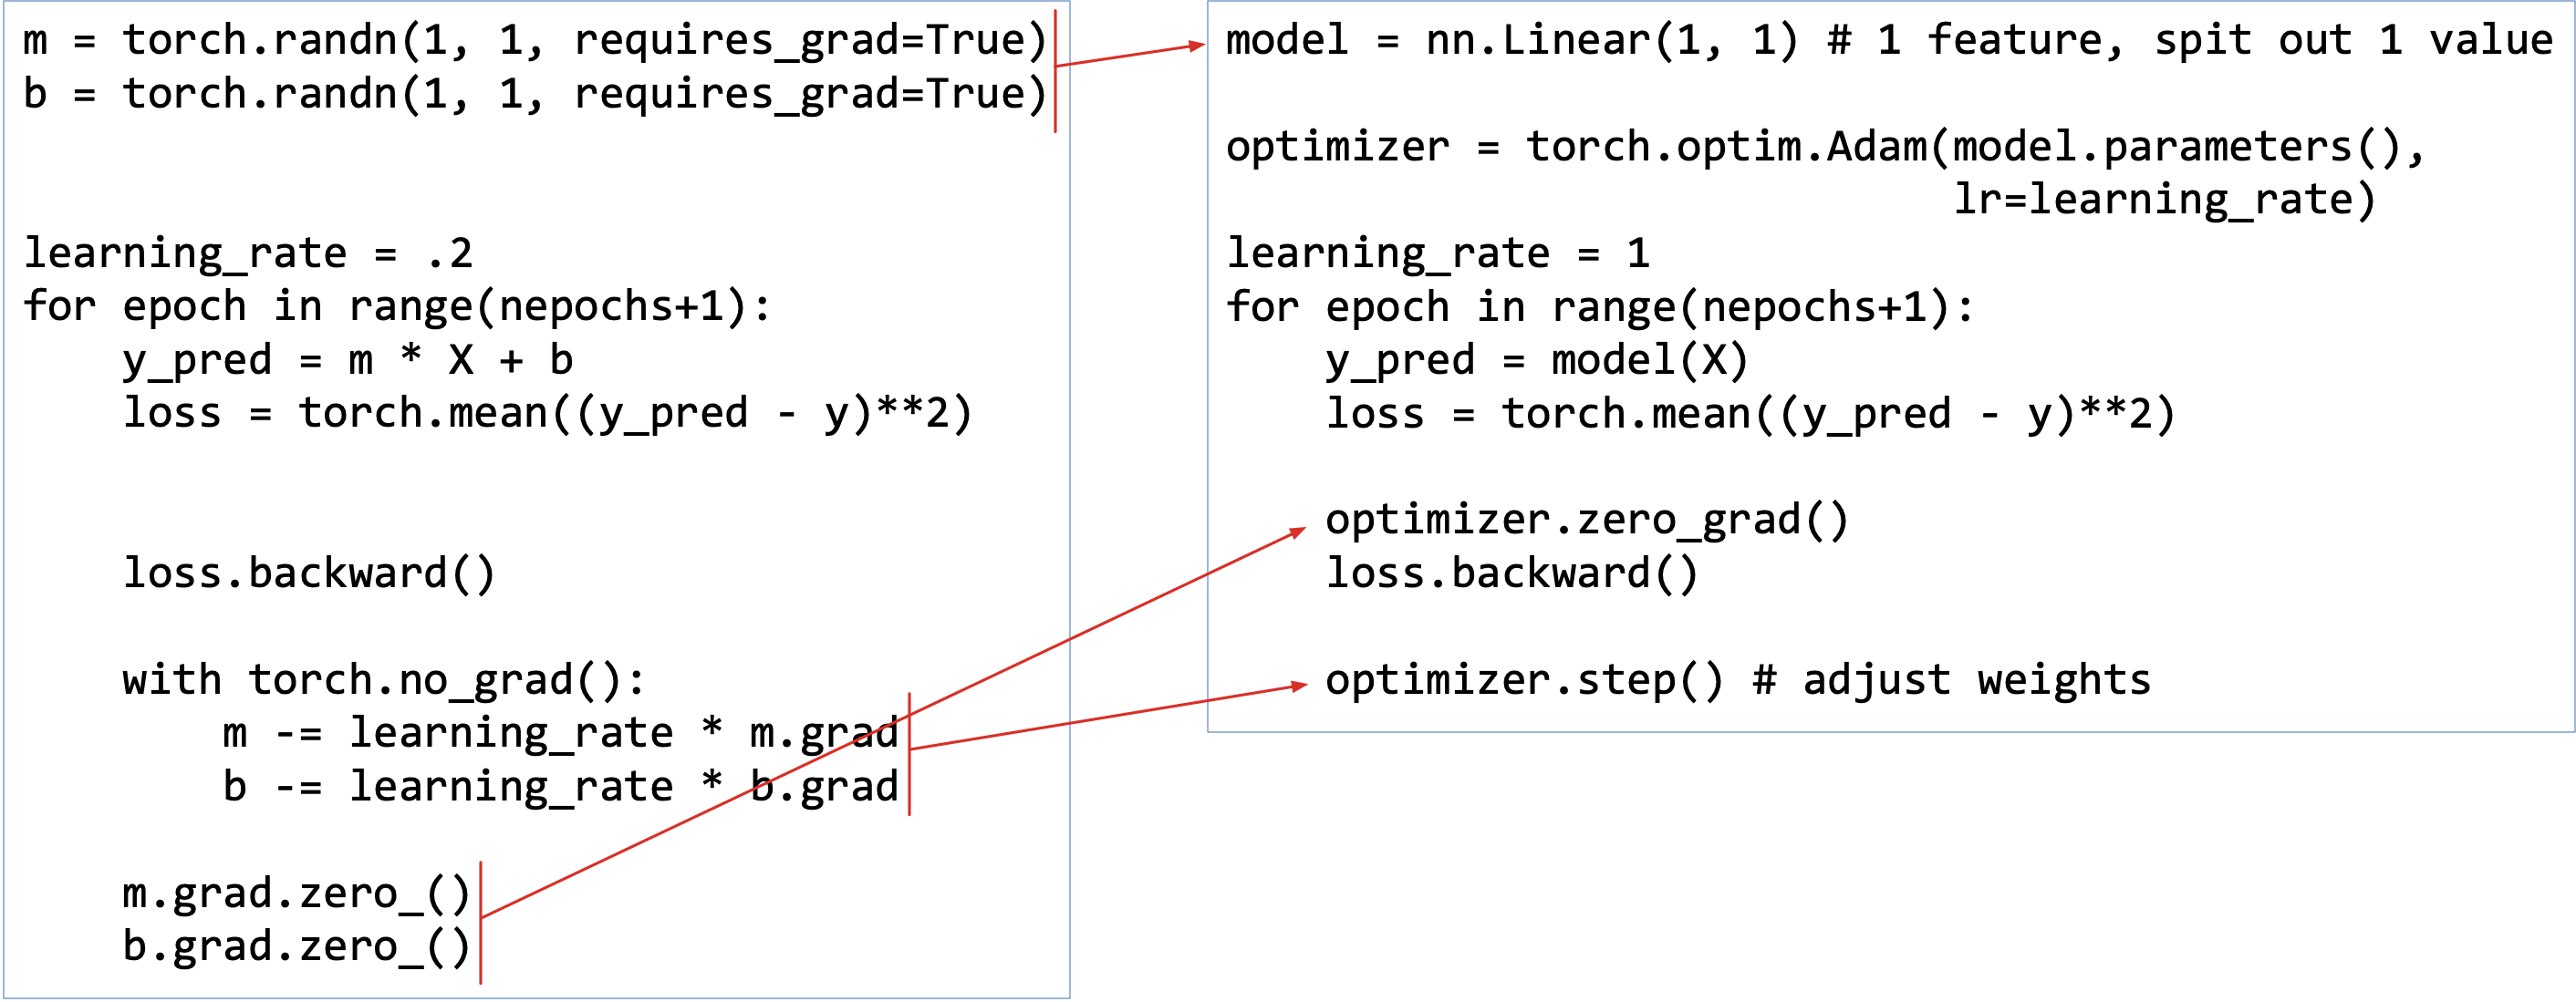 m = torch.randn(1, 1, requires_grad=True)
b = torch.randn(1, 1, requires_grad=True)
learning_rate = .2
for epoch in range(nepochs+1):
    y_pred = m * X + b
    loss = torch.mean((y_pred - y)**2)
    loss.backward()
    with torch.no_grad():
        m -= learning_rate * m.grad
        b -= learning_rate * b.grad
    m.grad.zero_()
    b.grad.zero_()
model = nn.Linear(1, 1) # 1 feature, spit out 1 value
optimizer = torch.optim.Adam(model.parameters(),
                             lr=learning_rate)
learning_rate = 1
for epoch in range(nepochs+1):
    y_pred = model(X)
    loss = torch.mean((y_pred - y)**2)
    optimizer.zero_grad()
    loss.backward()
    optimizer.step() # adjust weights